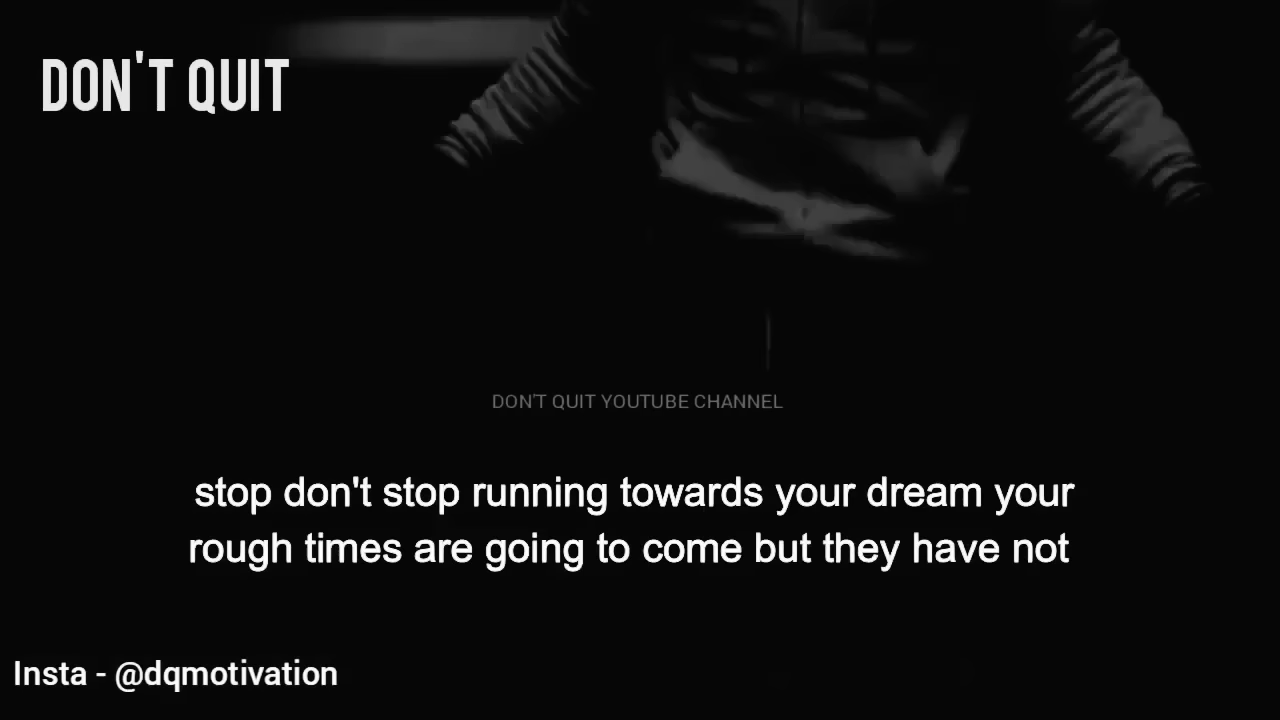 DON'T QUIT
DON'T QUIT YOUTUBE CHANNEL
stop don't stop running towards your dream your
rough times are going to come but they have not
Insta - @dqmotivation